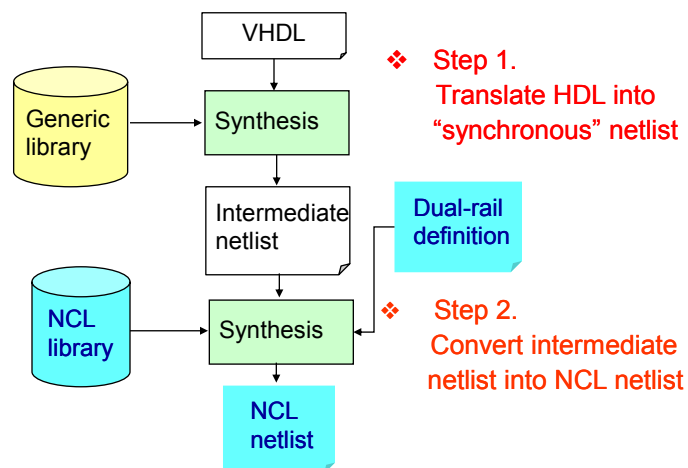 VHDL
❖ Step 1.
Translate HDL into
“synchronous” netlist
Generic
library
Synthesis
Intermediate
netlist
Dual-rail
definition
NCL
library
Synthesis
❖ Step 2.
Convert intermediate
netlist into NCL netlist
NCL
netlist